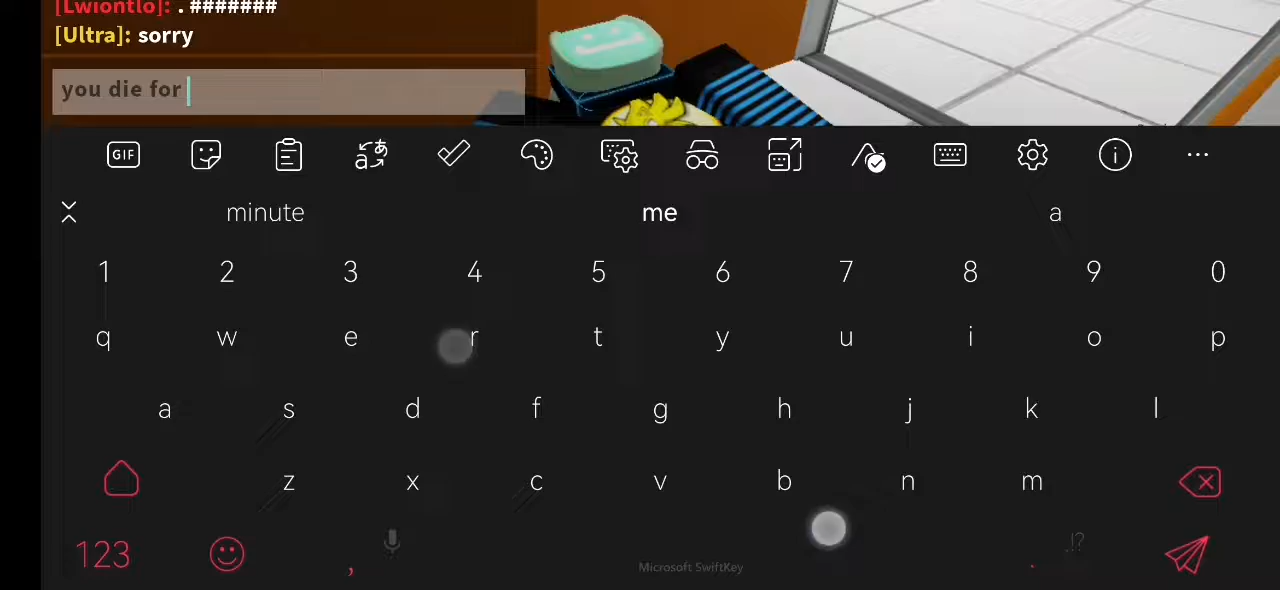 [Lwiontlo]: . #######
[Ultra]: sorry
you die for
GIF
minute me a
1 2 3 4 5 6 7 8 9 0
q w e r t y u i o p
a s d f g h j k l
z x c v b n m
123 , Microsoft SwiftKey . .!?